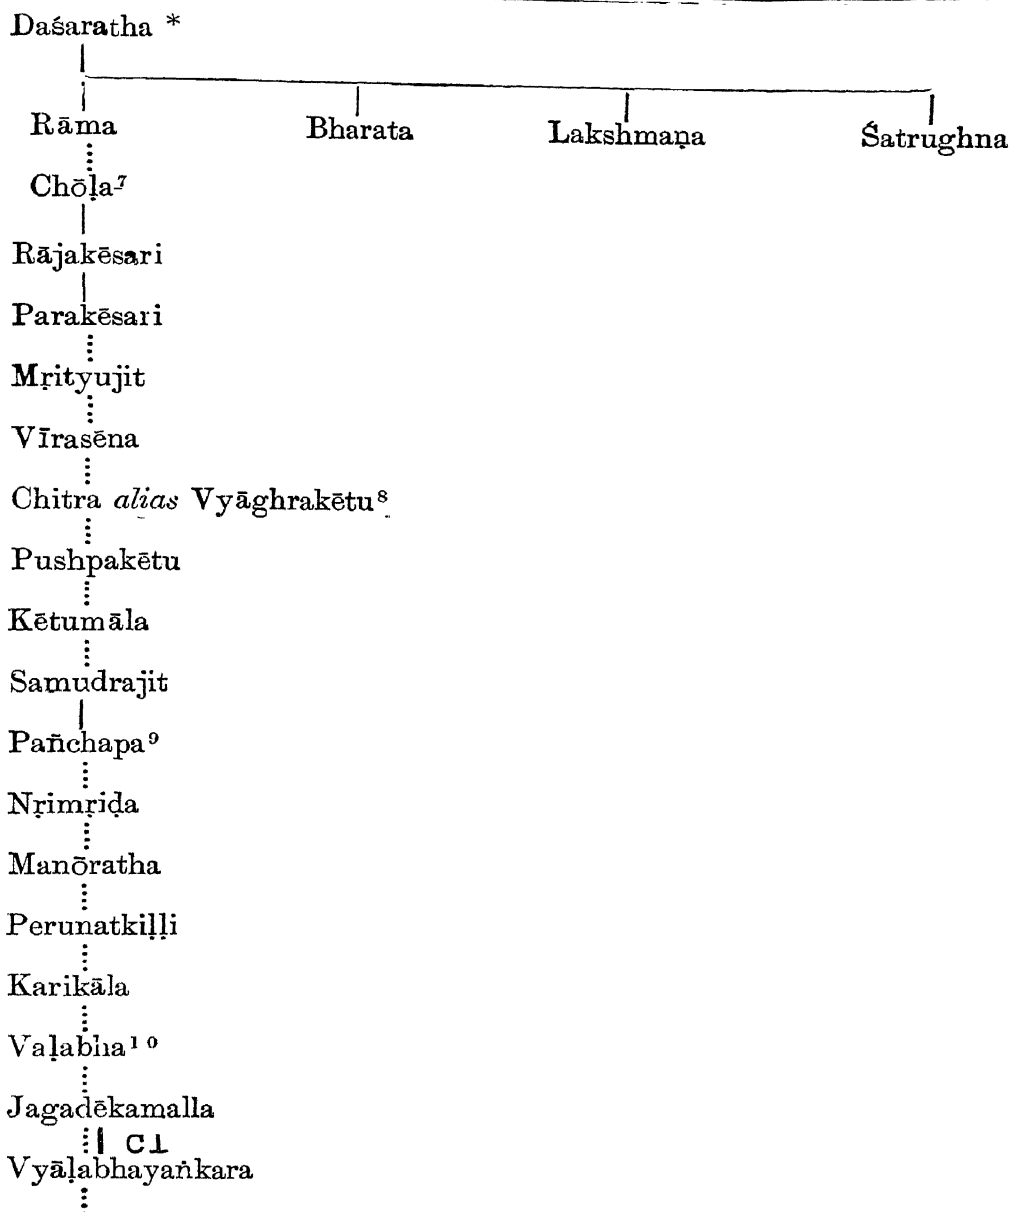 Daśaratha *
Rāma Bharata Lakshmaṇa Śatrughna
Chōḷa⁷
Rājakēsari
Parakēsari
Mṛityujit
Vīrasēna
Chitra alias Vyāghrakētu⁸
Pushpakētu
Kētumāla
Samudrajit
Pañchapa⁹
Nṛimṛiḍa
Manōratha
Perunatkiḷḷi
Karikāla
Vaḷabha¹⁰
Jagadēkamalla
Vyāḷabhayaṅkara